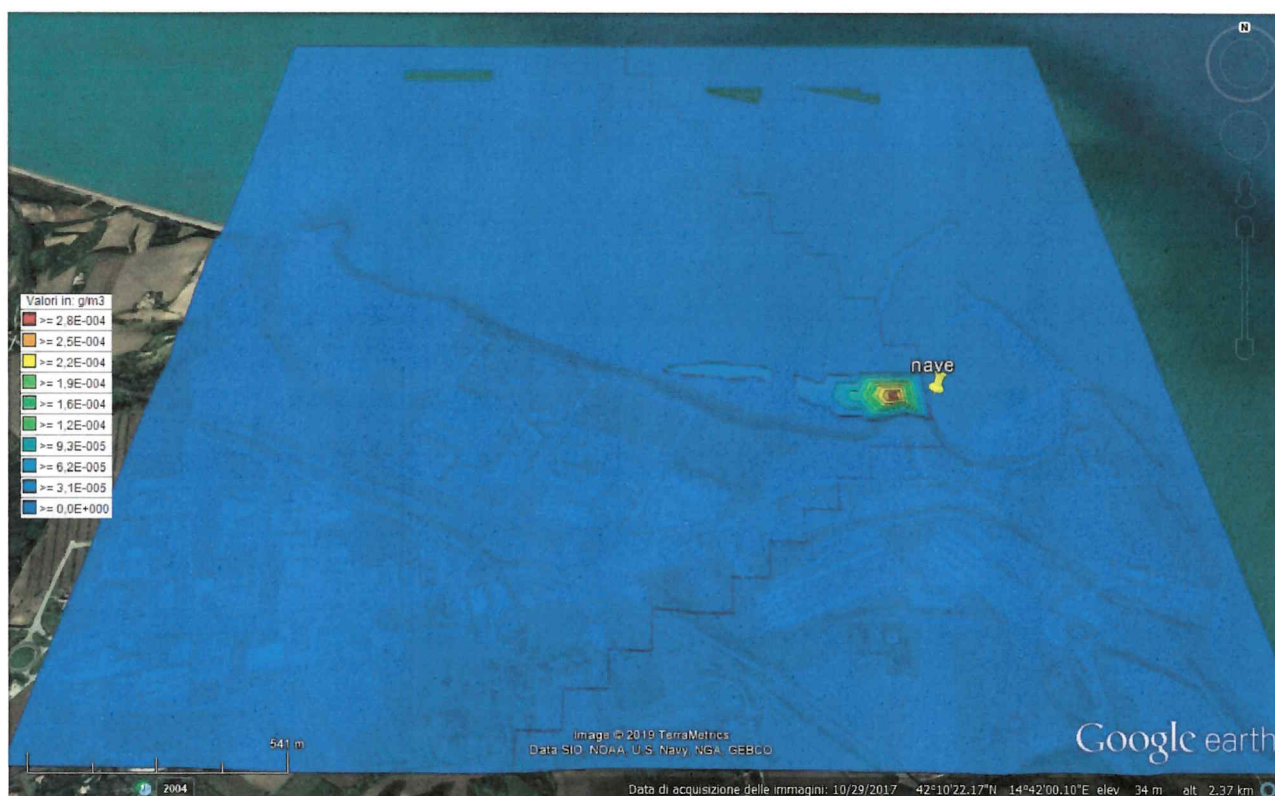 N
nave
Valori in: g/m3
>= 2,8E-004
>= 2,5E-004
>= 2,2E-004
>= 1,9E-004
>= 1,6E-004
>= 1,2E-004
>= 9,3E-005
>= 6,2E-005
>= 3,1E-005
>= 0,0E+000
541 m
Image © 2019 TerraMetrics
Data SIO, NOAA, U.S. Navy, NGA, GEBCO
Google earth
2004
Data di acquisizione delle immagini: 10/29/2017 42°10'22.17"N 14°42'00.10"E elev 34 m alt 2.37 km